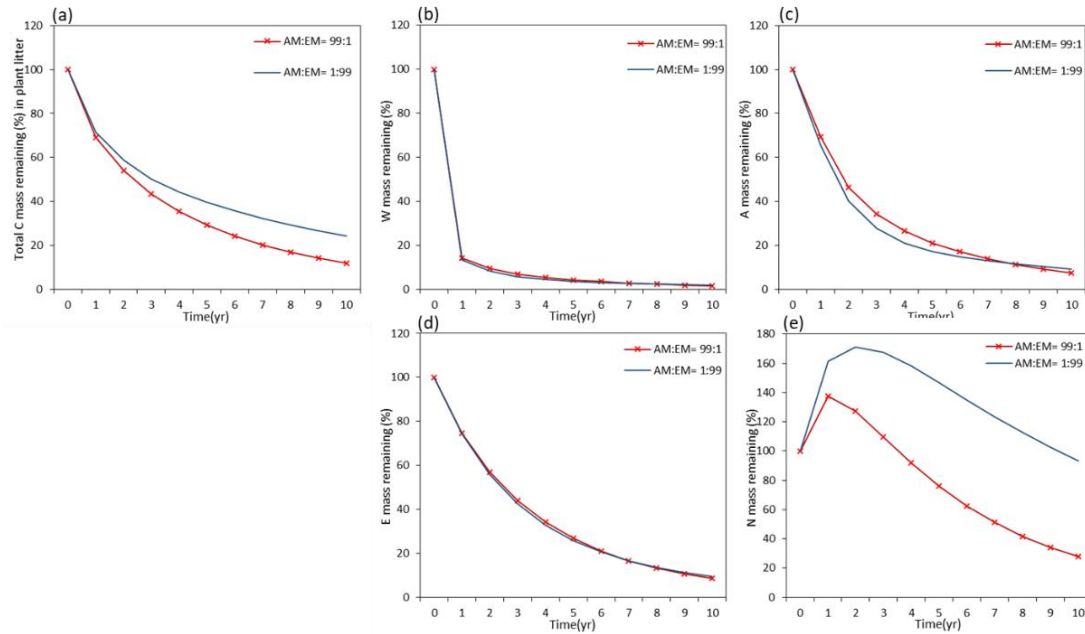 (a)
120
100
80
60
40
20
0
Total C mass remaining (%) in plant litter
AM:EM= 99:1
AM:EM= 1:99
0 1 2 3 4 5 6 7 8 9 10
Time(yr)
(b)
120
100
80
60
40
20
0
W mass remaining (%)
AM:EM= 99:1
AM:EM= 1:99
0 1 2 3 4 5 6 7 8 9 10
Time(yr)
(c)
120
100
80
60
40
20
0
A mass remaining (%)
AM:EM= 99:1
AM:EM= 1:99
0 1 2 3 4 5 6 7 8 9 10
Time(yr)
(d)
120
100
80
60
40
20
0
E mass remaining (%)
AM:EM= 99:1
AM:EM= 1:99
0 1 2 3 4 5 6 7 8 9 10
Time(yr)
(e)
180
160
140
120
100
80
60
40
20
0
N mass remaining (%)
AM:EM= 99:1
AM:EM= 1:99
0 1 2 3 4 5 6 7 8 9 10
Time(yr)